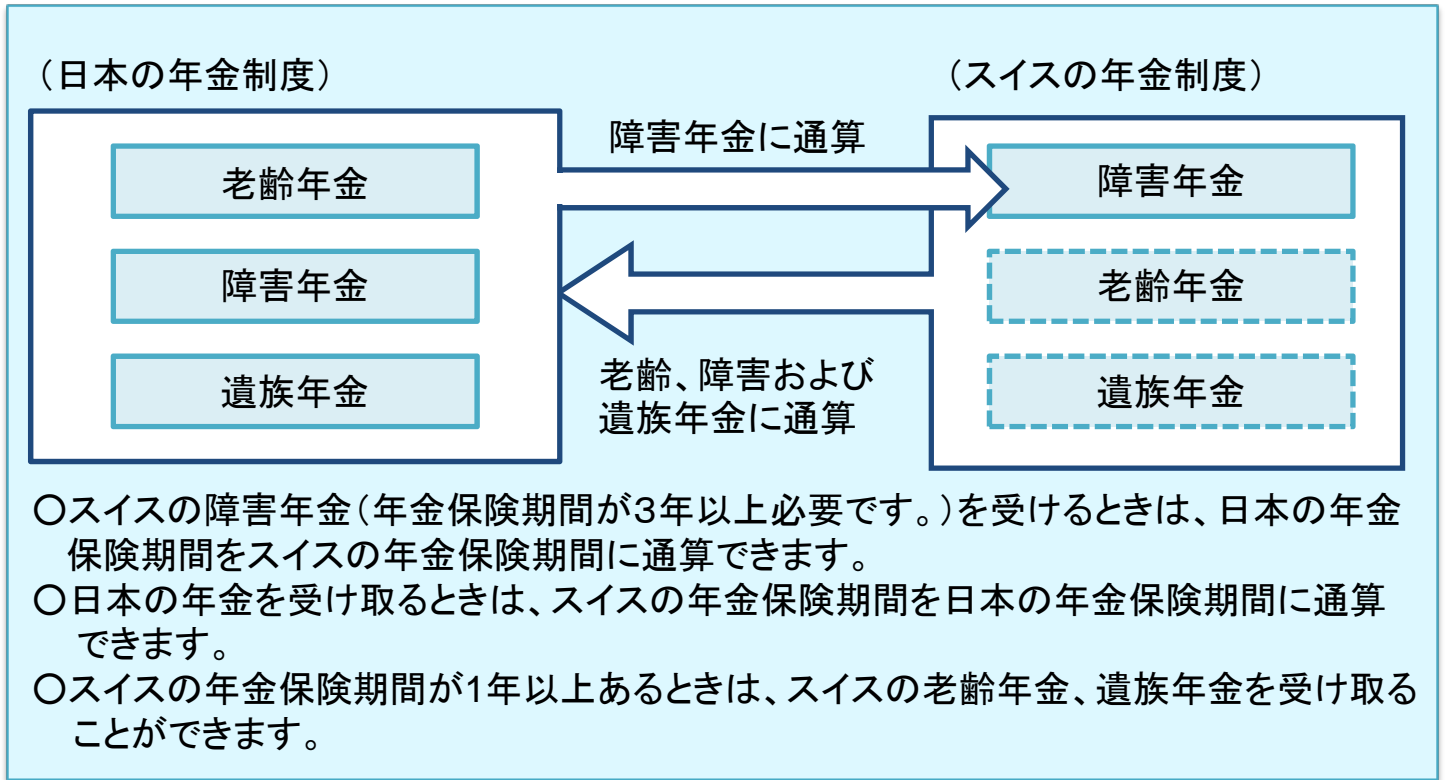 （日本の年金制度）
（スイスの年金制度）
老齢年金
障害年金
遺族年金
障害年金に通算
老齢、障害および
遺族年金に通算
障害年金
老齢年金
遺族年金
○スイスの障害年金（年金保険期間が3年以上必要です。）を受けるときは、日本の年金
保険期間をスイスの年金保険期間に通算できます。
○日本の年金を受け取るときは、スイスの年金保険期間を日本の年金保険期間に通算
できます。
○スイスの年金保険期間が1年以上あるときは、スイスの老齢年金、遺族年金を受け取る
ことができます。